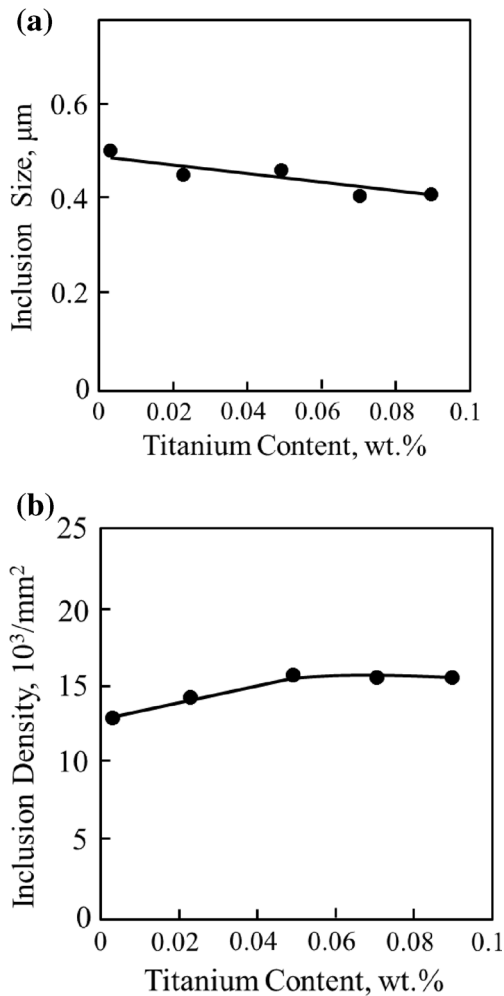 (a)
Inclusion Size, μm
0.6
0.4
0.2
0
0 0.02 0.04 0.06 0.08 0.1
Titanium Content, wt.%
(b)
Inclusion Density, 10³/mm²
25
20
15
10
5
0
0 0.02 0.04 0.06 0.08 0.1
Titanium Content, wt.%